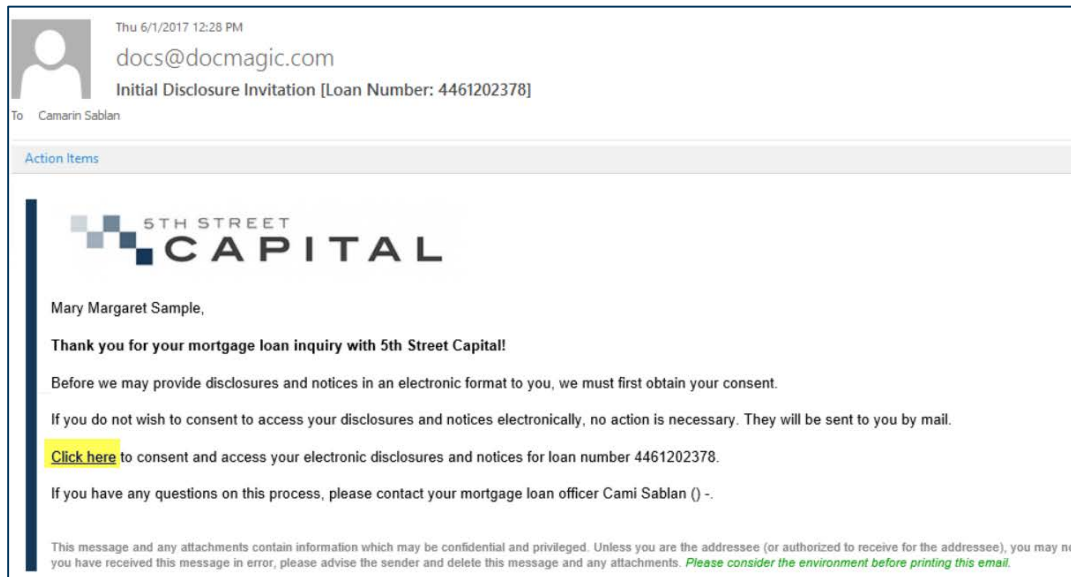 Thu 6/1/2017 12:28 PM
docs@docmagic.com
Initial Disclosure Invitation [Loan Number: 4461202378]
To Camarin Sablan
Action Items
5TH STREET
CAPITAL
Mary Margaret Sample,
Thank you for your mortgage loan inquiry with 5th Street Capital!
Before we may provide disclosures and notices in an electronic format to you, we must first obtain your consent.
If you do not wish to consent to access your disclosures and notices electronically, no action is necessary. They will be sent to you by mail.
Click here to consent and access your electronic disclosures and notices for loan number 4461202378.
If you have any questions on this process, please contact your mortgage loan officer Cami Sablan () -.
This message and any attachments contain information which may be confidential and privileged. Unless you are the addressee (or authorized to receive for the addressee), you may
you have received this message in error, please advise the sender and delete this message and any attachments. Please consider the environment before printing this email.